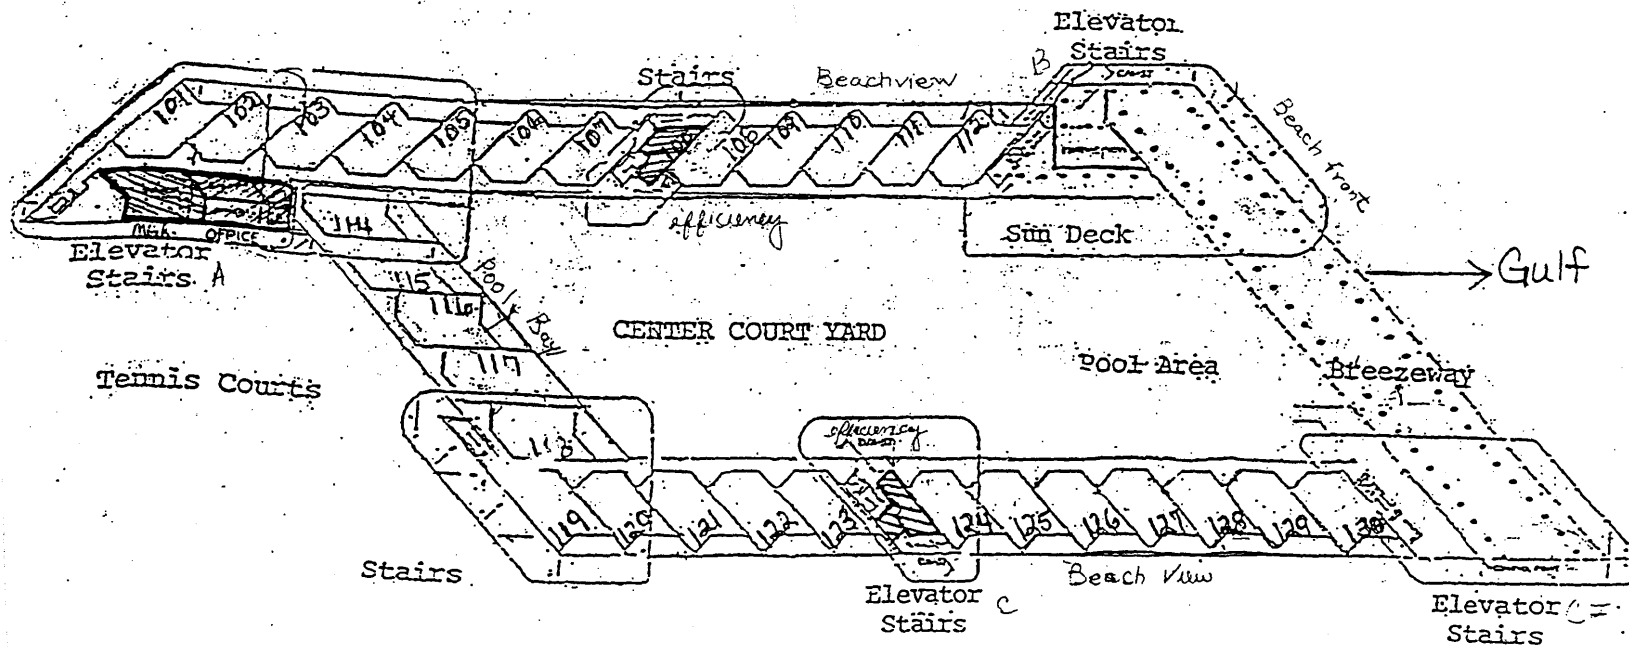 Elevator
Stairs
B
Stairs
Beachview
Beach front
101
102
103
104
105
106
107
108
109
110
111
112
efficiency
Sun Deck
MGR.
OFFICE
Elevator
Stairs A
114
115
116
117
118
Pool & Bay
Gulf
CENTER COURT YARD
Tennis Courts
Pool Area
Breezeway
efficiency
119
120
121
122
123
124
125
126
127
128
129
Stairs
Beach View
Elevator
Stairs
C
Elevator
Stairs